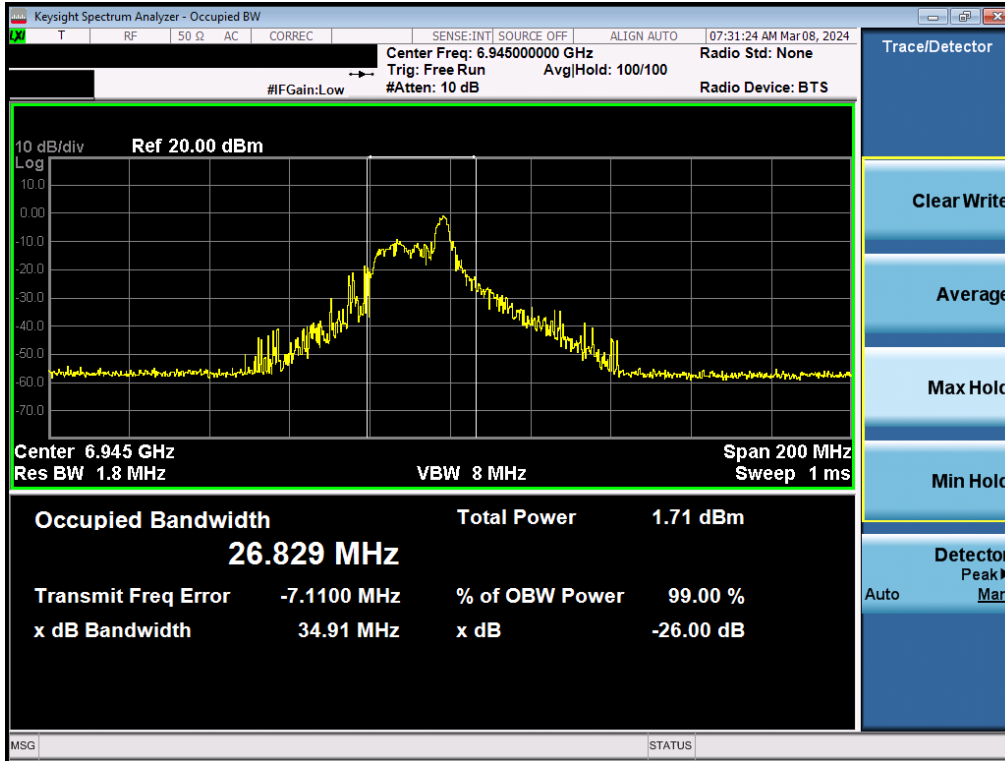 Keysight Spectrum Analyzer - Occupied BW
LXI T RF 50 Ω AC CORREC SENSE:INT SOURCE OFF ALIGN AUTO 07:31:24 AM Mar 08, 2024
Center Freq: 6.945000000 GHz Radio Std: None
Trig: Free Run Avg|Hold: 100/100
#IFGain:Low #Atten: 10 dB Radio Device: BTS
Trace/Detector
10 dB/div Ref 20.00 dBm
Log
10.0
0.00
-10.0
-20.0
-30.0
-40.0
-50.0
-60.0
-70.0
Center 6.945 GHz Span 200 MHz
Res BW 1.8 MHz VBW 8 MHz Sweep 1 ms
Occupied Bandwidth Total Power 1.71 dBm
26.829 MHz
Transmit Freq Error -7.1100 MHz % of OBW Power 99.00 %
x dB Bandwidth 34.91 MHz x dB -26.00 dB
Clear Write
Average
Max Hold
Min Hold
Detector
Peak
Auto Man
MSG STATUS